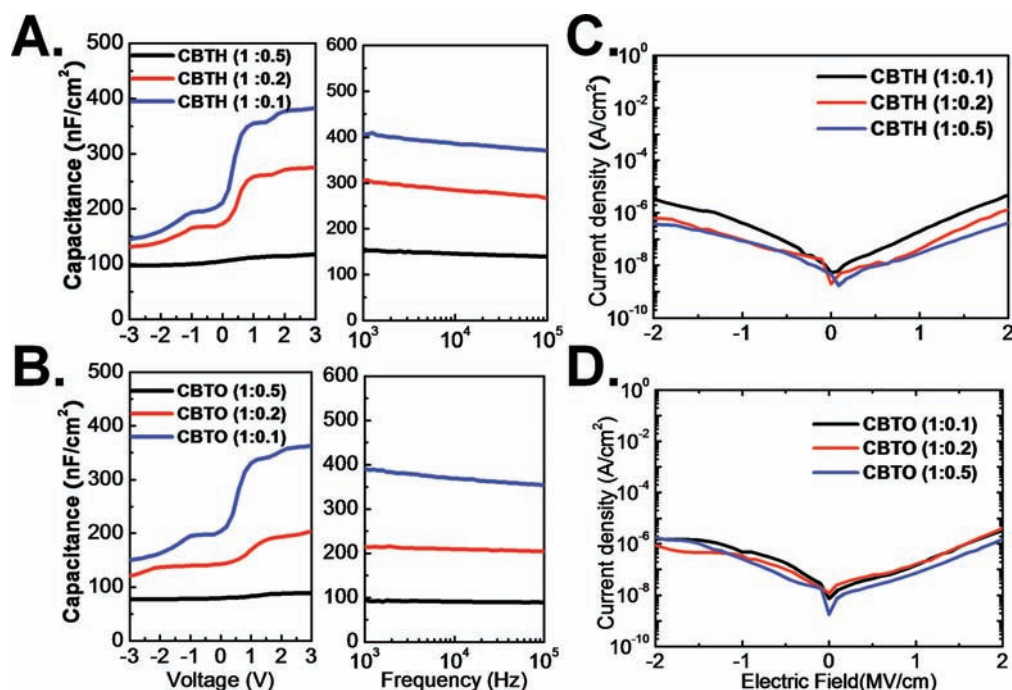 A.
Capacitance (nF/cm²)
500
400
300
200
100
0
CBTH (1 :0.5)
CBTH (1 :0.2)
CBTH (1 :0.1)
-3 -2 -1 0 1 2 3
600
500
400
300
200
100
0
10³ 10⁴ 10⁵
C.
Current density (A/cm²)
10⁰
10⁻²
10⁻⁴
10⁻⁶
10⁻⁸
10⁻¹⁰
CBTH (1:0.1)
CBTH (1:0.2)
CBTH (1:0.5)
-2 -1 0 1 2
B.
Capacitance (nF/cm²)
500
400
300
200
100
0
CBTO (1:0.5)
CBTO (1:0.2)
CBTO (1:0.1)
-3 -2 -1 0 1 2 3
Voltage (V)
600
500
400
300
200
100
0
10³ 10⁴ 10⁵
Frequency (Hz)
D.
Current density (A/cm²)
10⁰
10⁻²
10⁻⁴
10⁻⁶
10⁻⁸
10⁻¹⁰
CBTO (1:0.1)
CBTO (1:0.2)
CBTO (1:0.5)
-2 -1 0 1 2
Electric Field(MV/cm)